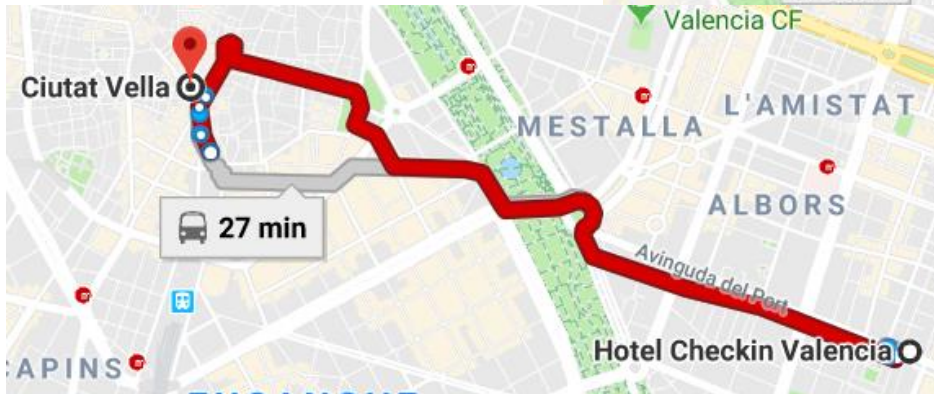 Valencia CF
Ciutat Vella
L'AMISTAT
MESTALLA
ALBORS
27 min
Avinguda del Port
Hotel Checkin Valencia
CAPINS